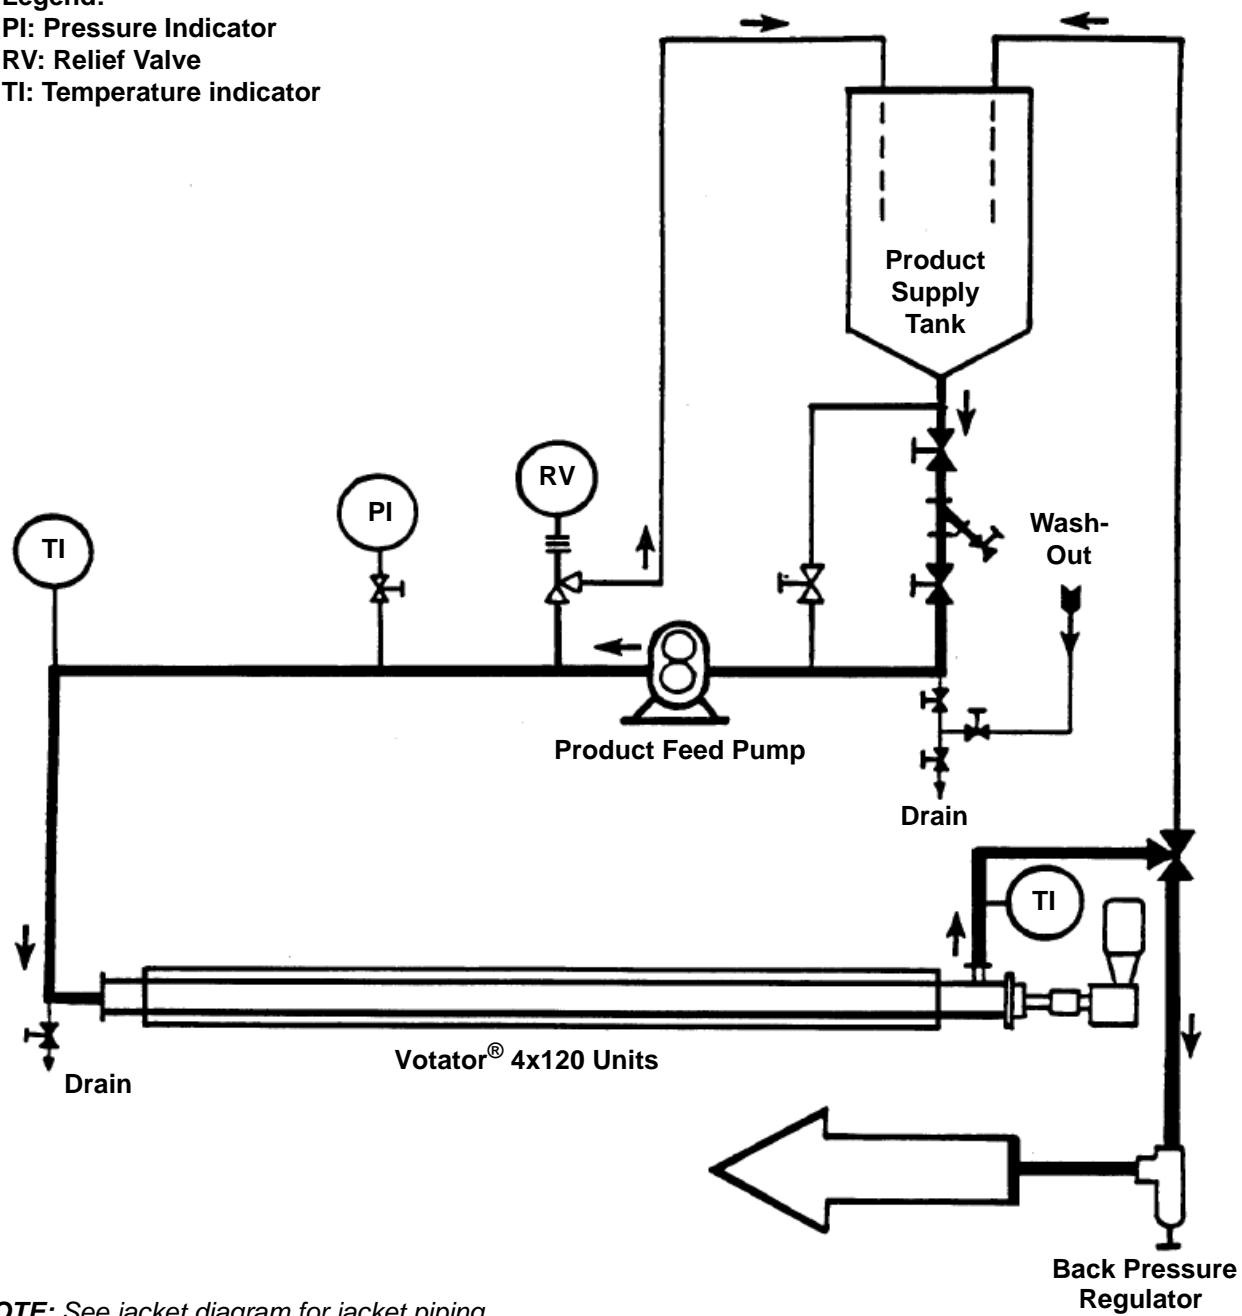 Legend:
PI: Pressure Indicator
RV: Relief Valve
TI: Temperature indicator
Product
Supply
Tank
RV
PI
TI
Wash-
Out
Product Feed Pump
Drain
TI
Votator® 4x120 Units
Drain
Back Pressure
Regulator
OTE: See jacket diagram for jacket piping